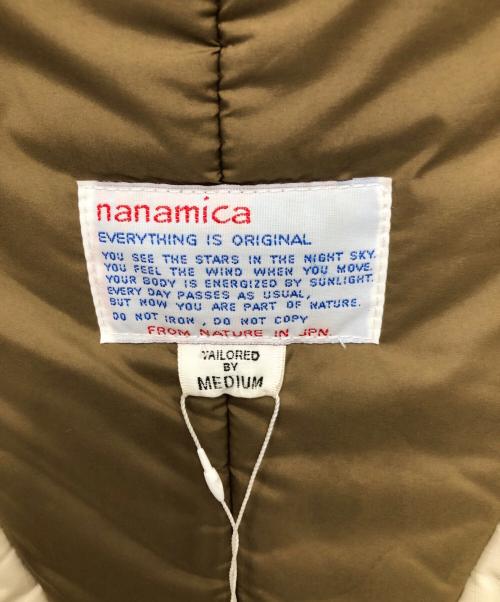 nanamica
EVERYTHING IS ORIGINAL
YOU SEE THE STARS IN THE NIGHT SKY.
YOU FEEL THE WIND WHEN YOU MOVE.
YOUR BODY IS ENERGIZED BY SUNLIGHT.
EVERY DAY PASSES AS USUAL,
BUT NOW YOU ARE PART OF NATURE.
DO NOT IRON , DO NOT COPY
FROM NATURE IN JPN.
TAILORED
BY
MEDIUM